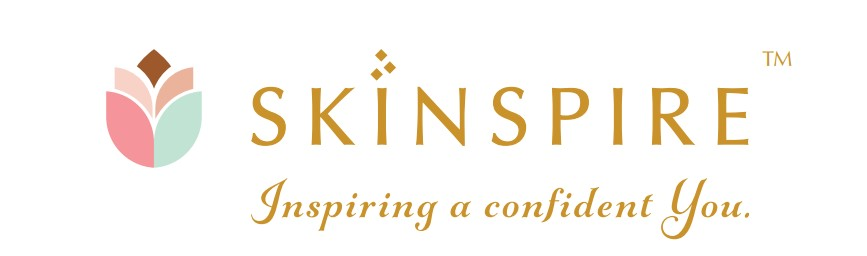 SKINSPIRE™
Inspiring a confident You.